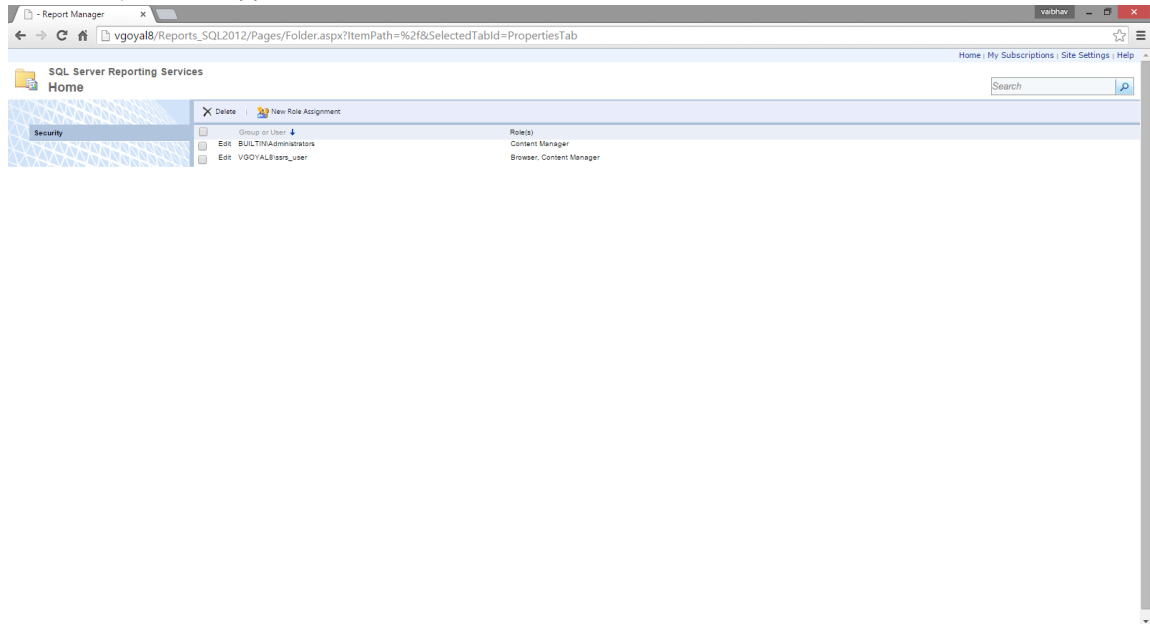 - Report Manager
vaibhav
vgoyal8/Reports_SQL2012/Pages/Folder.aspx?ItemPath=%2f&SelectedTabId=PropertiesTab
Home | My Subscriptions | Site Settings | Help
SQL Server Reporting Services
Home
Search
Delete | New Role Assignment
Security
Group or User Role(s)
Edit BUILTIN\Administrators Content Manager
Edit VGOYAL8\ssrs_user Browser, Content Manager